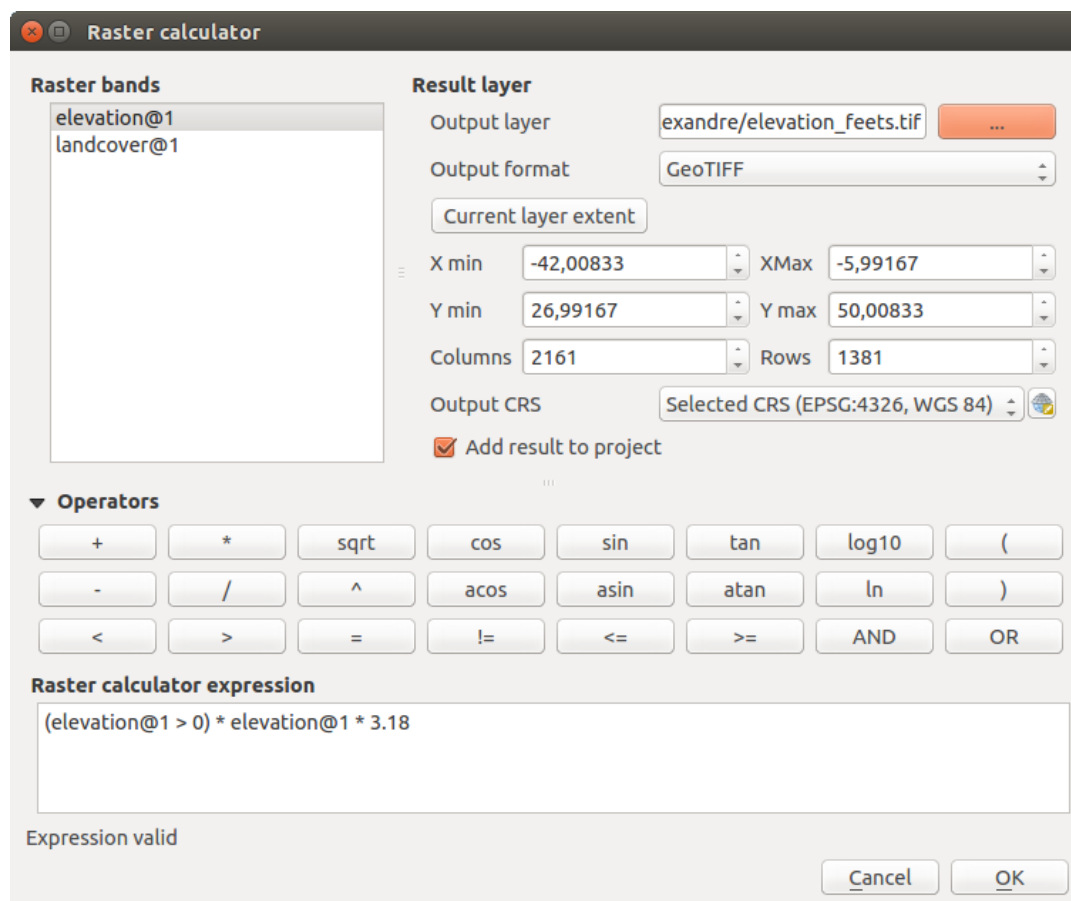 Raster calculator
Raster bands
elevation@1
landcover@1
Result layer
Output layer exandre/elevation_feets.tif ...
Output format GeoTIFF
Current layer extent
X min -42,00833 XMax -5,99167
Y min 26,99167 Y max 50,00833
Columns 2161 Rows 1381
Output CRS Selected CRS (EPSG:4326, WGS 84)
Add result to project
Operators
+ * sqrt cos sin tan log10 (
- / ^ acos asin atan ln )
< > = != <= >= AND OR
Raster calculator expression
(elevation@1 > 0) * elevation@1 * 3.18
Expression valid
Cancel OK